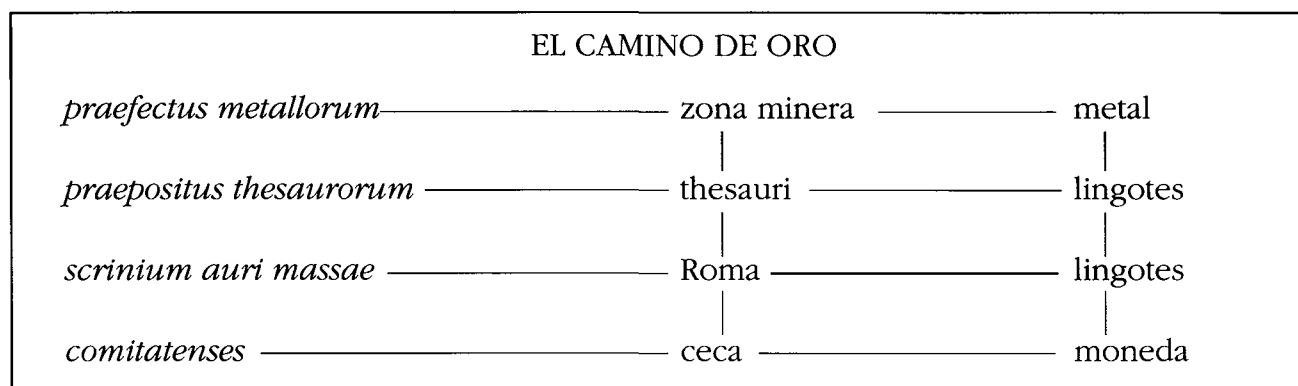 EL CAMINO DE ORO
praefectus metallorum zona minera metal
praepositus thesaurorum thesauri lingotes
scrinium auri massae Roma lingotes
comitatenses ceca moneda